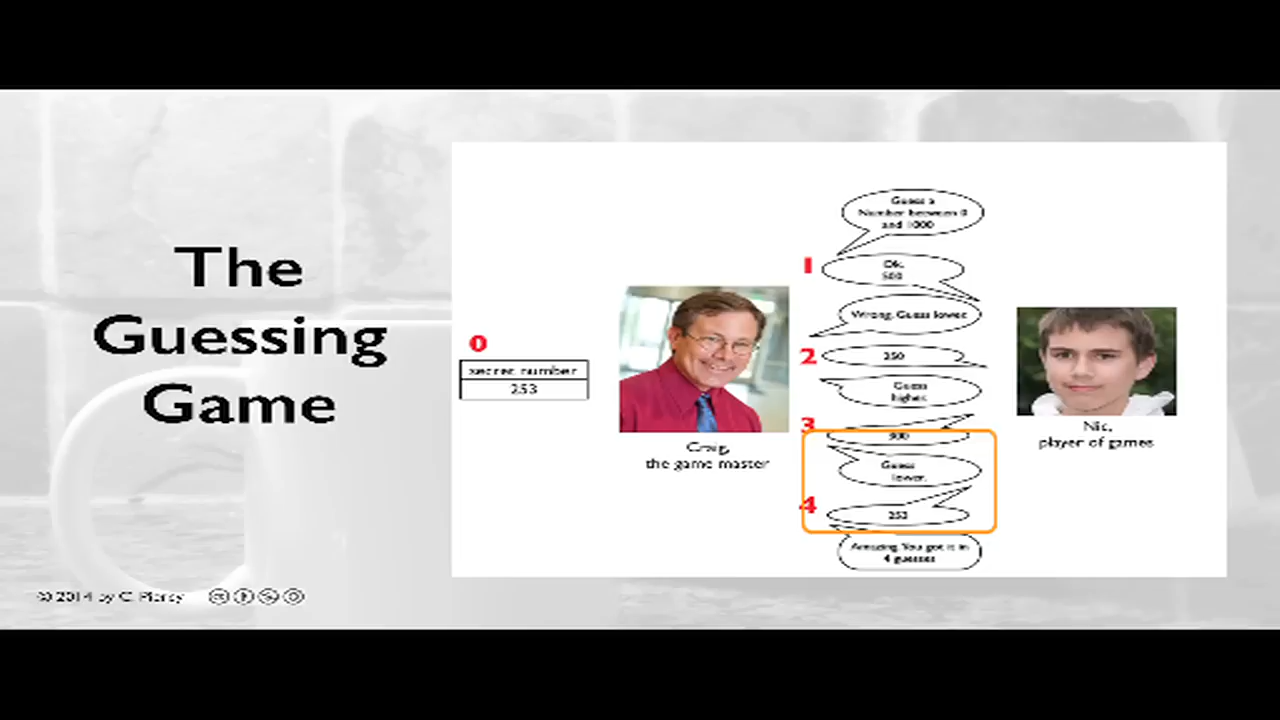 The
Guessing
Game
0
secret number
253
Craig,
the game master
Guess a
Number between 0
and 1000
1
Ok.
500
Wrong. Guess lower.
2
250
Guess
higher.
3
300
Guess
lower.
4
253
Amazing. You got it in
4 guesses
Nic,
player of games
© 2014 by C. Piercy